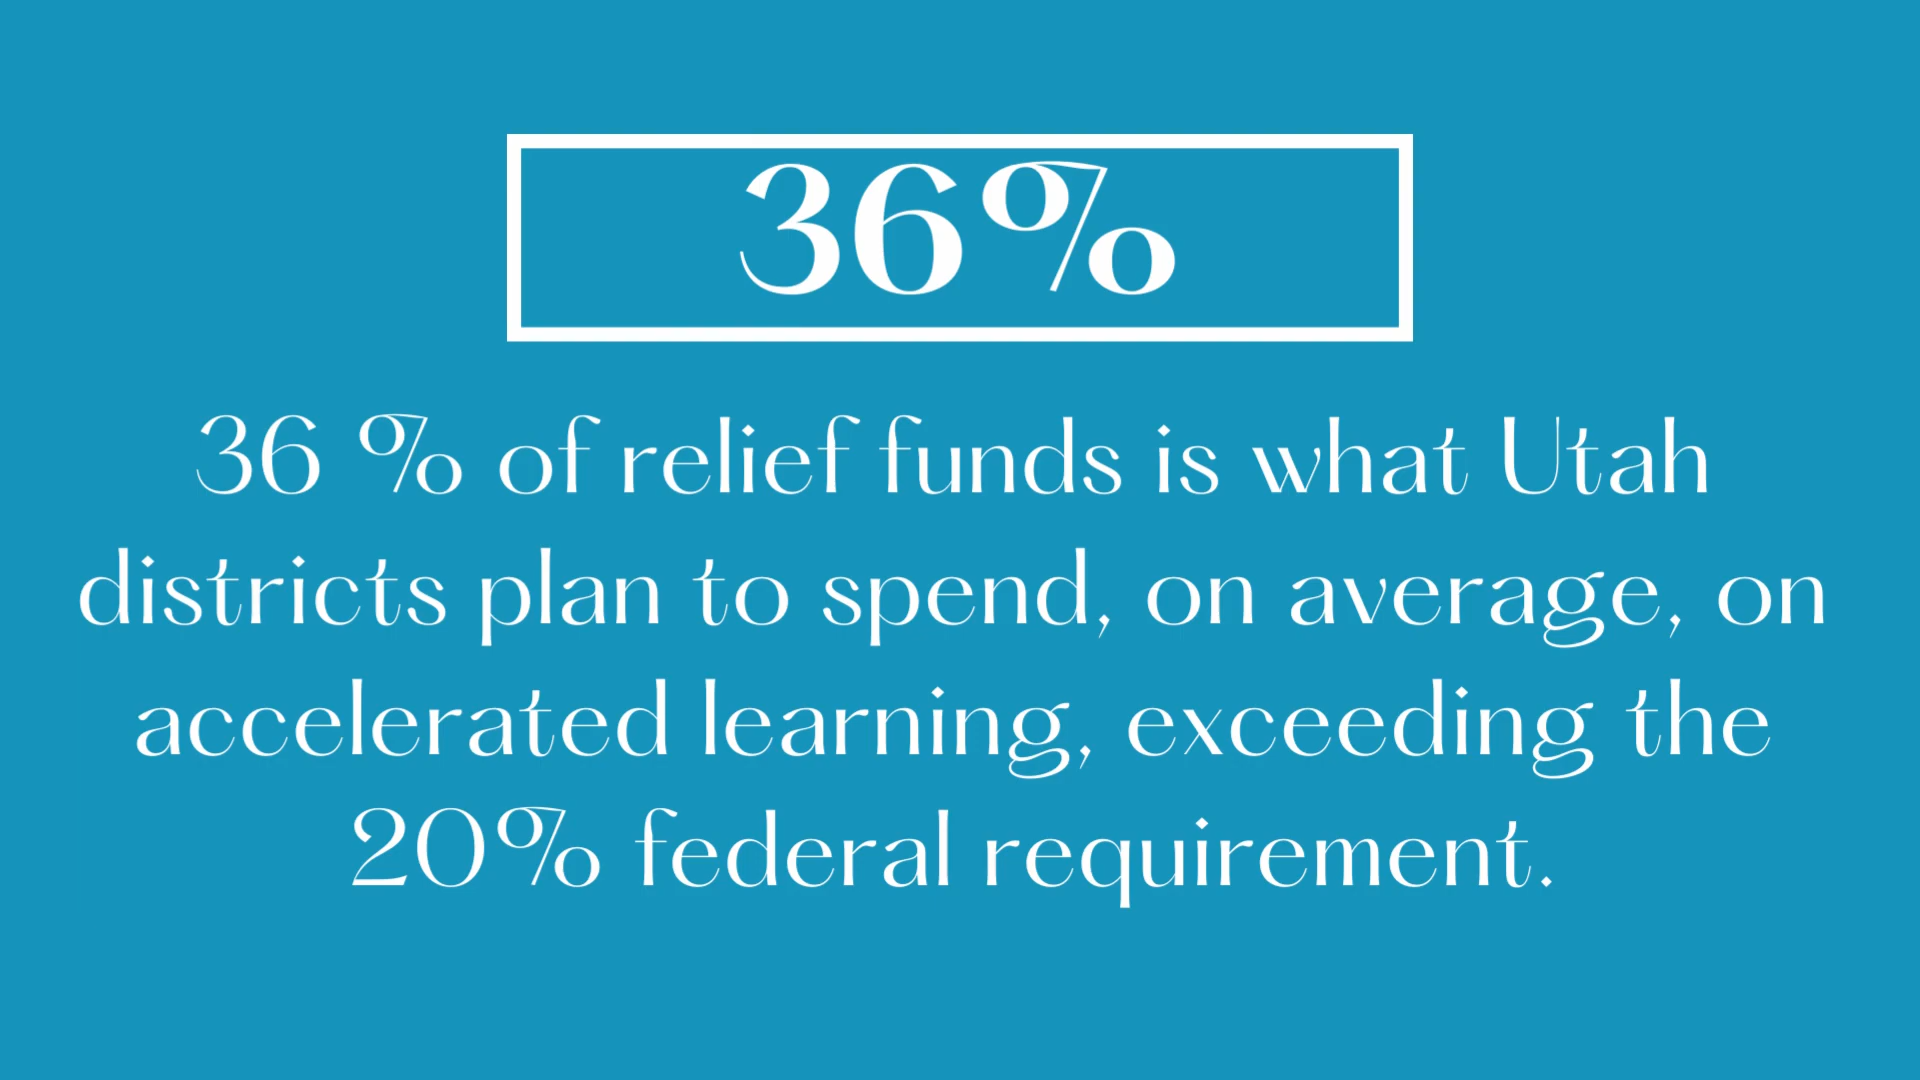 36%
36 % of relief funds is what Utah
districts plan to spend, on average, on
accelerated learning, exceeding the
20% federal requirement.